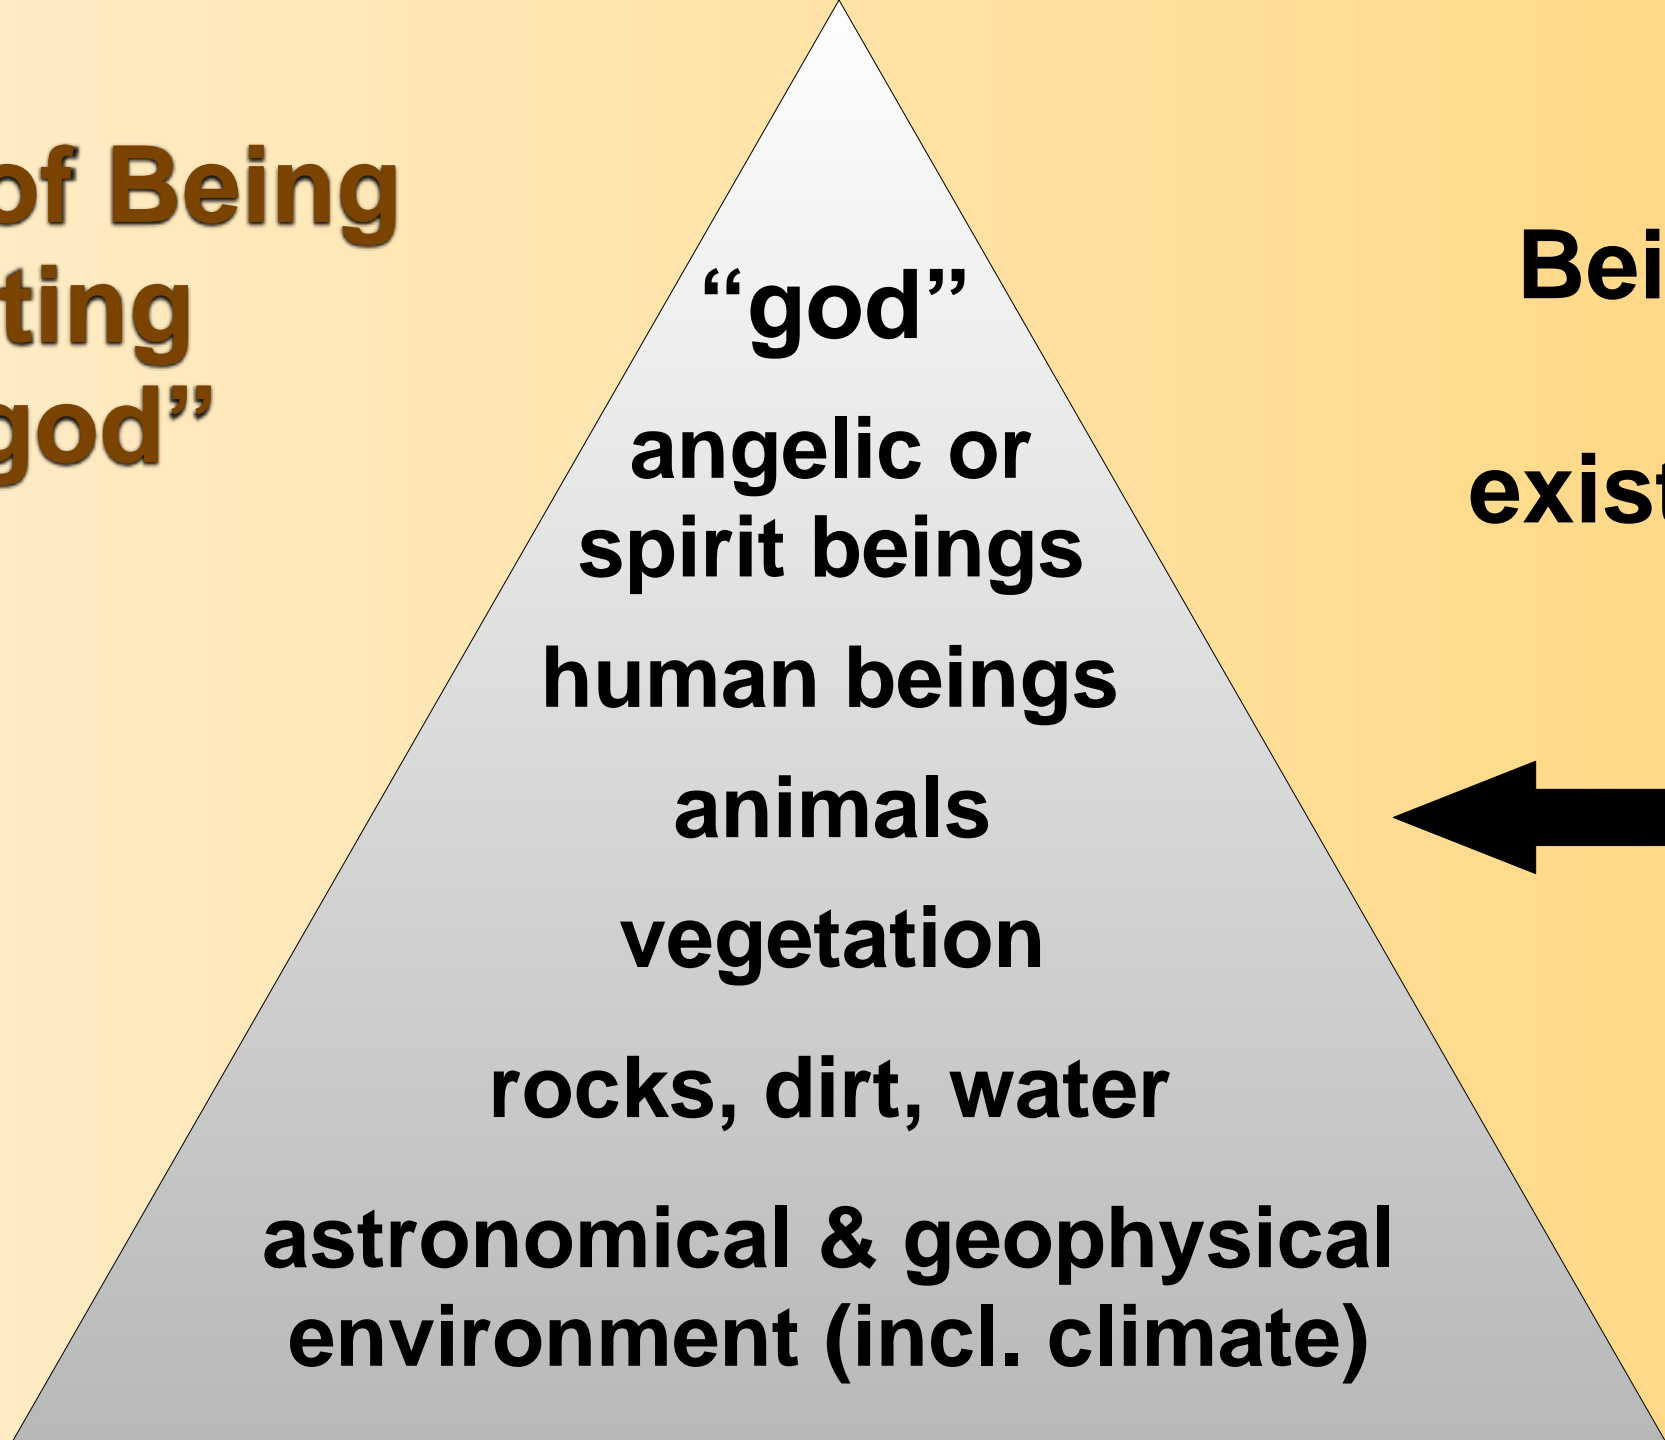 of Being
ting
god”
“god”
angelic or
spirit beings
human beings
animals
vegetation
rocks, dirt, water
astronomical & geophysical
environment (incl. climate)
Bei
exist